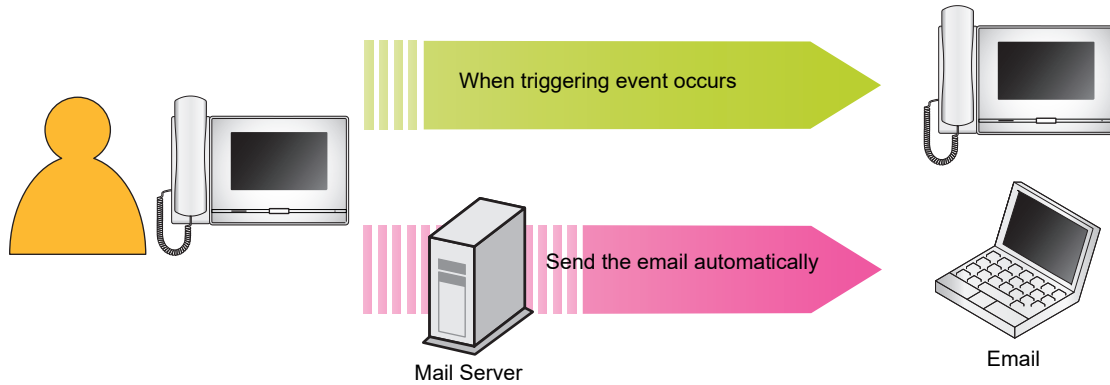 When triggering event occurs
Send the email automatically
Mail Server
Email